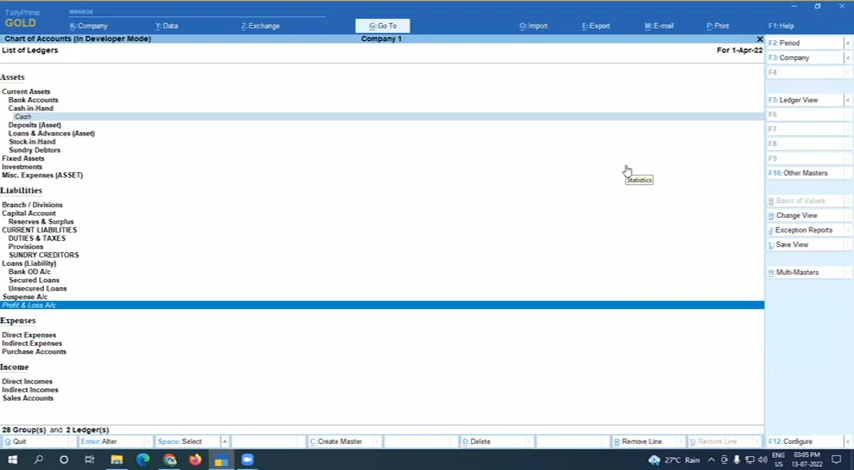 TallyPrime
GOLD
MANAGE
K: Company
Y: Data
Z: Exchange
G: Go To
O: Import
E: Export
M: E-mail
P: Print
F1: Help
Chart of Accounts (In Developer Mode)
Company 1
List of Ledgers
For 1-Apr-22
Assets
Current Assets
Bank Accounts
Cash-in-Hand
Cash
Deposits (Asset)
Loans & Advances (Asset)
Stock-in-Hand
Sundry Debtors
Fixed Assets
Investments
Misc. Expenses (ASSET)
Liabilities
Branch / Divisions
Capital Account
Reserves & Surplus
CURRENT LIABILITIES
DUTIES & TAXES
Provisions
SUNDRY CREDITORS
Loans (Liability)
Bank OD A/c
Secured Loans
Unsecured Loans
Suspense A/c
Profit & Loss A/c
Expenses
Direct Expenses
Indirect Expenses
Purchase Accounts
Income
Direct Incomes
Indirect Incomes
Sales Accounts
28 Group(s) and 2 Ledger(s)
Statistics
F2: Period
F3: Company
F4
F5: Ledger View
F6
F7
F8
F9
F10: Other Masters
B: Basis of Values
H: Change View
J: Exception Reports
L: Save View
H: Multi-Masters
Q: Quit
Enter: Alter
Space: Select
C: Create Master
D: Delete
R: Remove Line
U: Restore Line
F12: Configure
27°C Rain
ENG
US
03:05 PM
13-07-2022